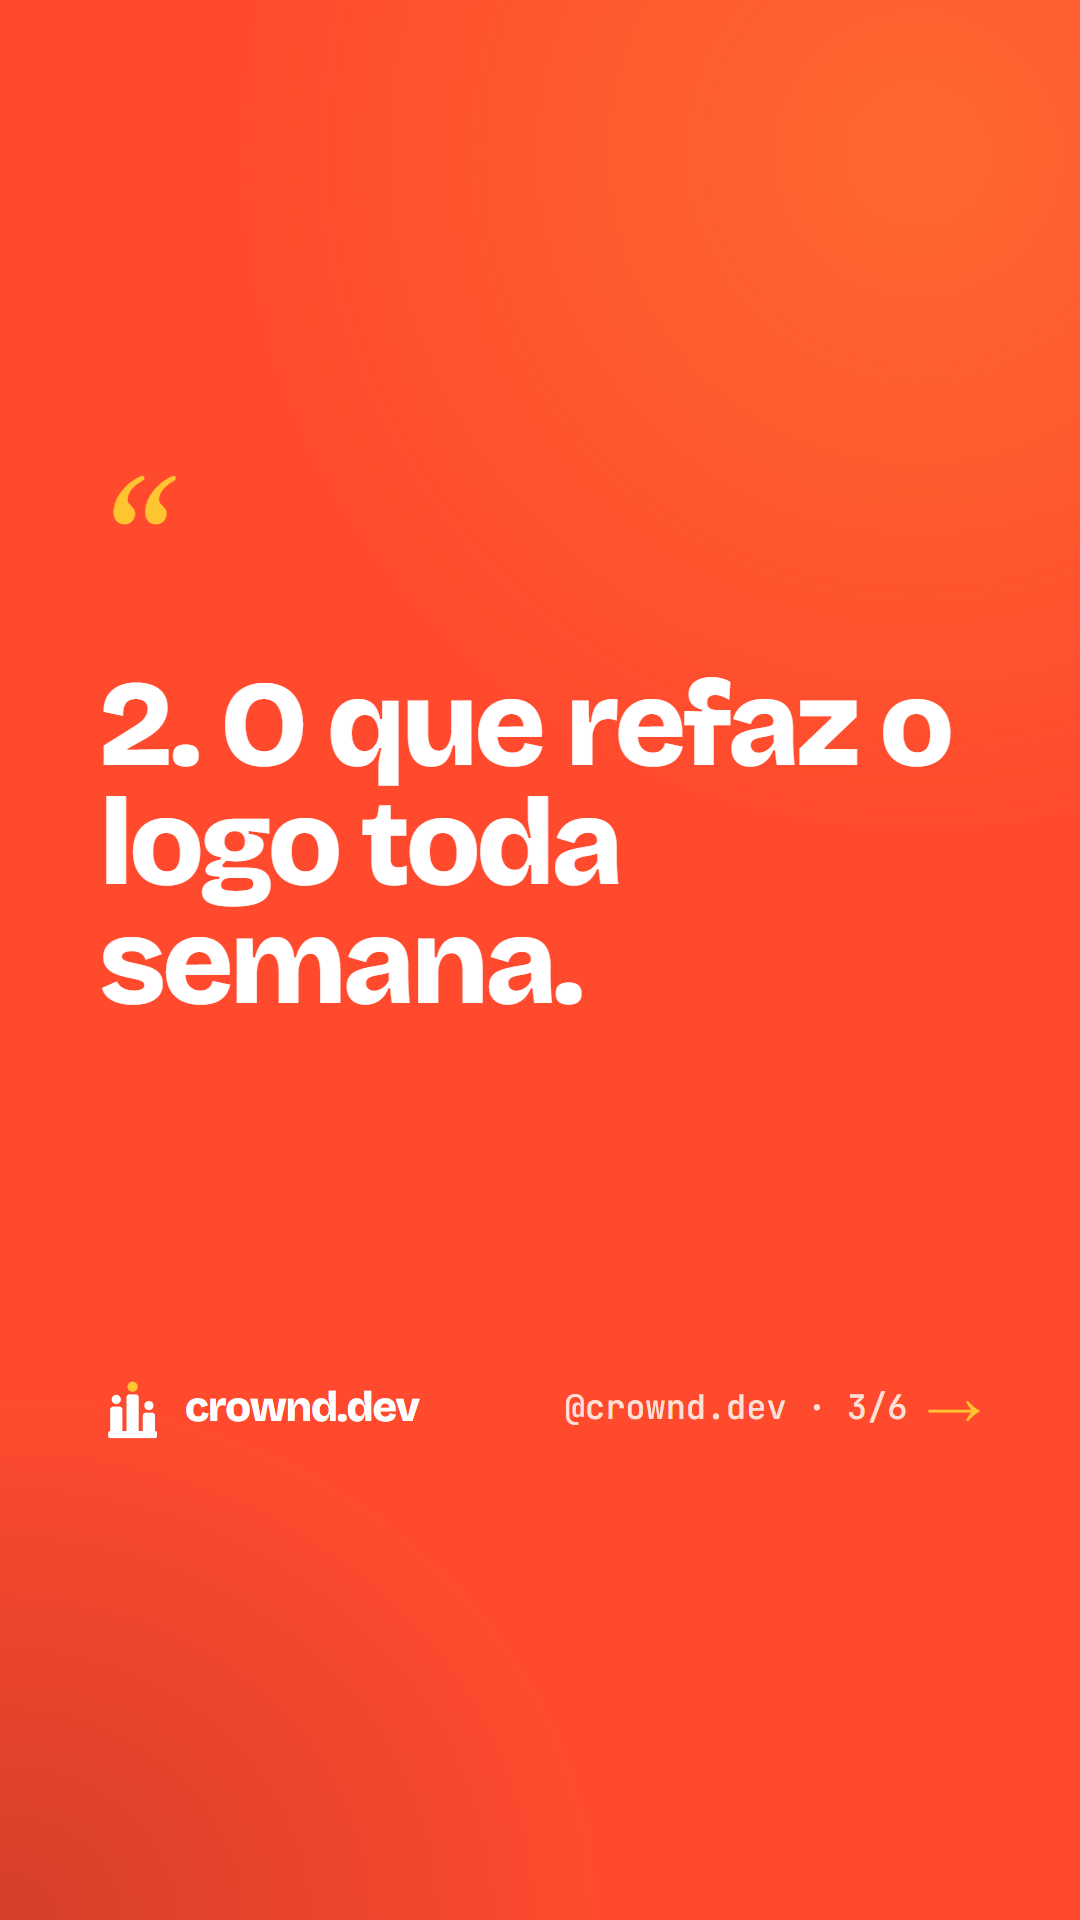 “
2. O que refaz o
logo toda
semana.
crownd.dev
@crownd.dev · 3/6 →